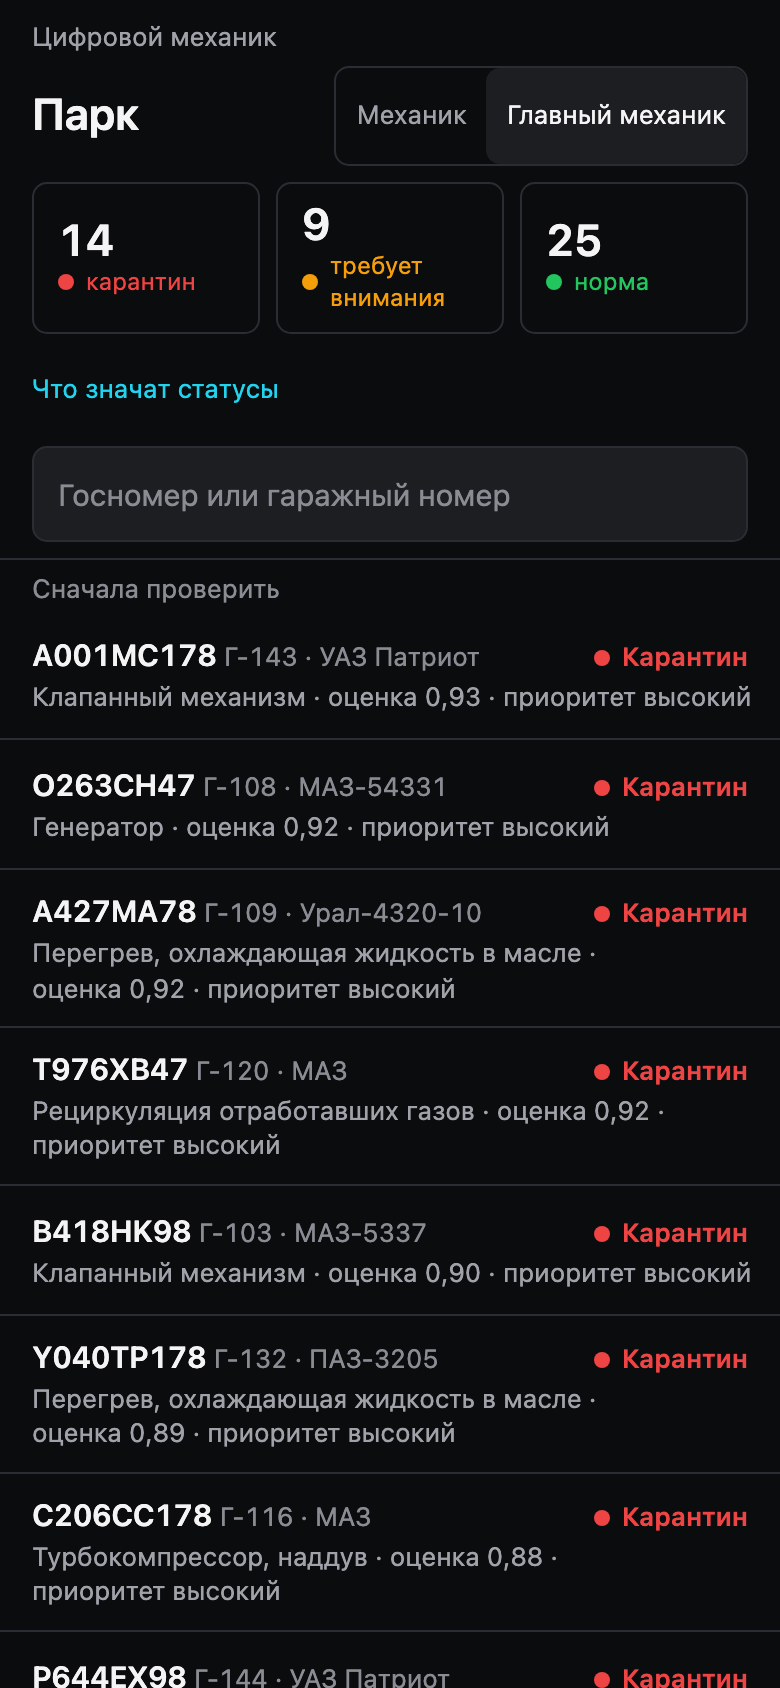 Цифровой механик
Парк
Механик
Главный механик
14
карантин
9
требует
внимания
25
норма
Что значат статусы
Госномер или гаражный номер
Сначала проверить
А001МС178 Г-143 · УАЗ Патриот
Карантин
Клапанный механизм · оценка 0,93 · приоритет высокий
О263СН47 Г-108 · МАЗ-54331
Карантин
Генератор · оценка 0,92 · приоритет высокий
А427МА78 Г-109 · Урал-4320-10
Карантин
Перегрев, охлаждающая жидкость в масле ·
оценка 0,92 · приоритет высокий
Т976ХВ47 Г-120 · МАЗ
Карантин
Рециркуляция отработавших газов · оценка 0,92 ·
приоритет высокий
В418НК98 Г-103 · МАЗ-5337
Карантин
Клапанный механизм · оценка 0,90 · приоритет высокий
У040ТР178 Г-132 · ПАЗ-3205
Карантин
Перегрев, охлаждающая жидкость в масле ·
оценка 0,89 · приоритет высокий
С206СС178 Г-116 · МАЗ
Карантин
Турбокомпрессор, наддув · оценка 0,88 ·
приоритет высокий
Р644ЕХ98 Г-144 · УАЗ Патриот
Карантин